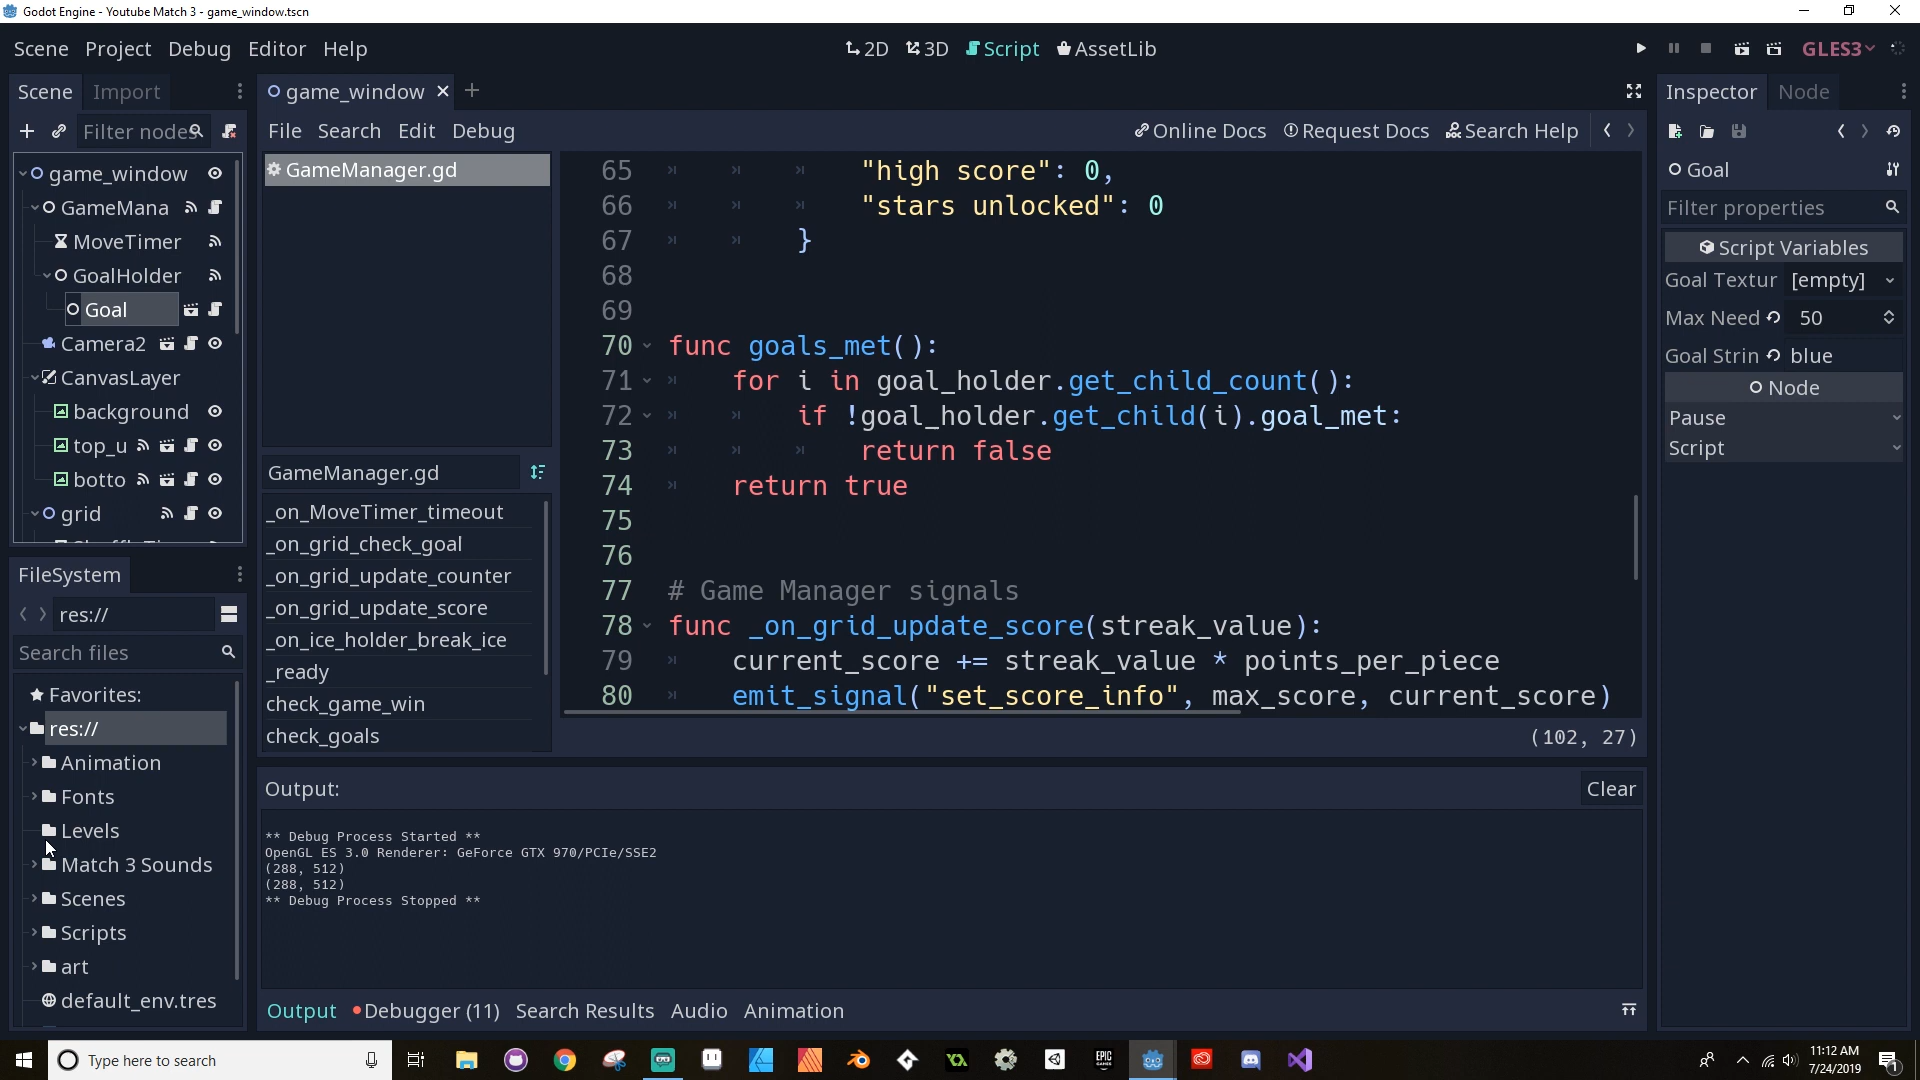 Godot Engine - Youtube Match 3 - game_window.tscn
Scene Project Debug Editor Help
2D 3D Script AssetLib
GLES3
Scene Import
Filter nodes
game_window
GameMana
MoveTimer
GoalHolder
Goal
Camera2
CanvasLayer
background
top_u
botto
grid
FileSystem
res://
Search files
Favorites:
res://
Animation
Fonts
Levels
Match 3 Sounds
Scenes
Scripts
art
default_env.tres
game_window
File Search Edit Debug
Online Docs Request Docs Search Help
GameManager.gd
GameManager.gd
_on_MoveTimer_timeout
_on_grid_check_goal
_on_grid_update_counter
_on_grid_update_score
_on_ice_holder_break_ice
_ready
check_game_win
check_goals
65 "high score": 0,
66 "stars unlocked": 0
67 }
68
69
70 func goals_met():
71 for i in goal_holder.get_child_count():
72 if !goal_holder.get_child(i).goal_met:
73 return false
74 return true
75
76
77 # Game Manager signals
78 func _on_grid_update_score(streak_value):
79 current_score += streak_value * points_per_piece
80 emit_signal("set_score_info", max_score, current_score)
(102, 27)
Output:
Clear
** Debug Process Started **
OpenGL ES 3.0 Renderer: GeForce GTX 970/PCIe/SSE2
(288, 512)
(288, 512)
** Debug Process Stopped **
Output Debugger (11) Search Results Audio Animation
Inspector Node
Goal
Filter properties
Script Variables
Goal Textur [empty]
Max Need 50
Goal Strin blue
Node
Pause
Script
Type here to search
EPIC GAMES
11:12 AM
7/24/2019
1